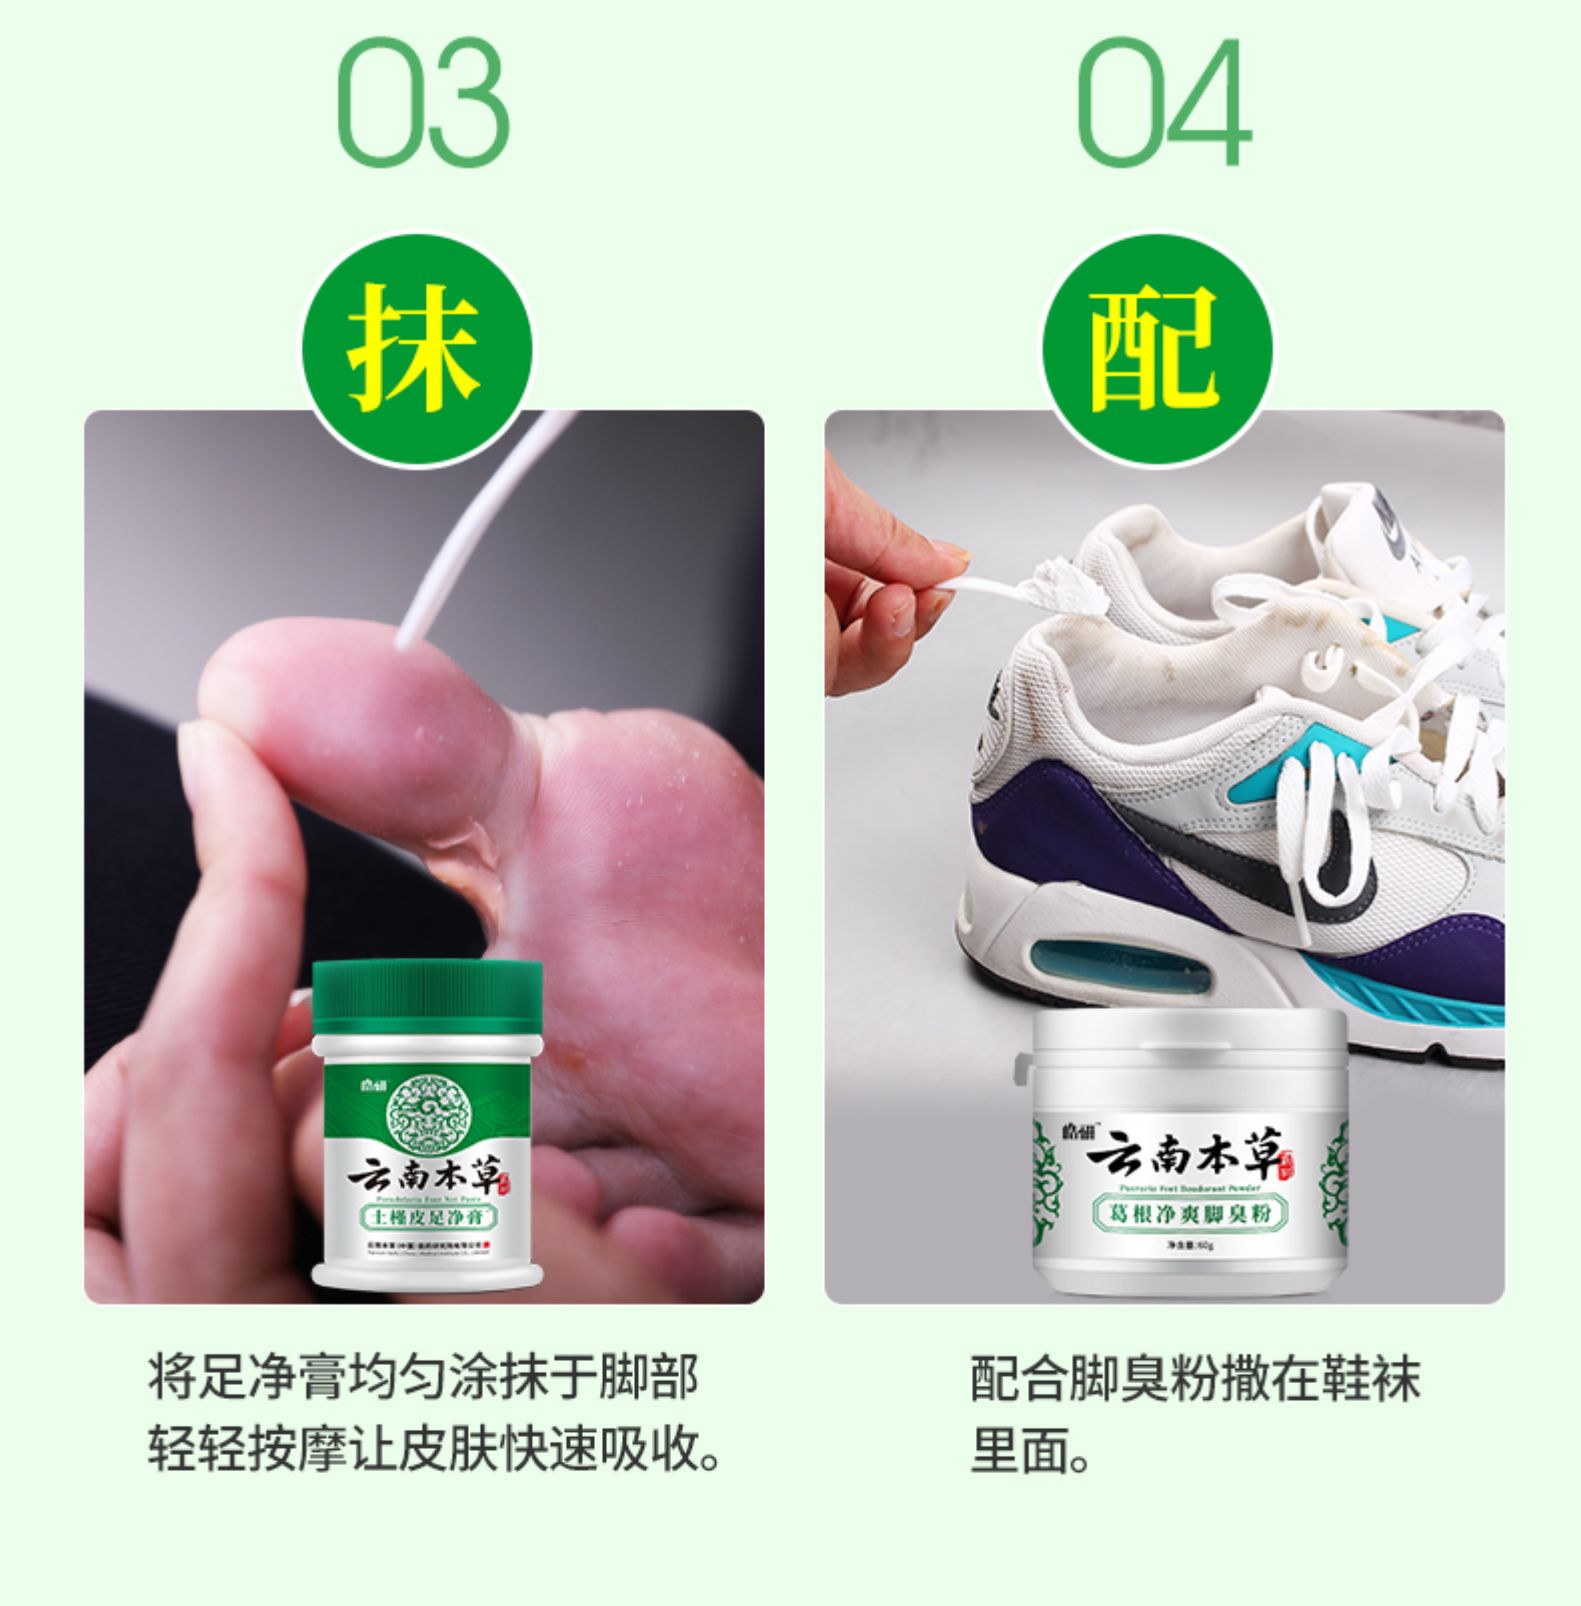 03
04
抹
配
云南本草
土槿皮足净膏
云南本草
Pueraria Foot Deodorant Powder
葛根净爽脚臭粉
净含量:60g
将足净膏均匀涂抹于脚部
轻轻按摩让皮肤快速吸收。
配合脚臭粉撒在鞋袜
里面。